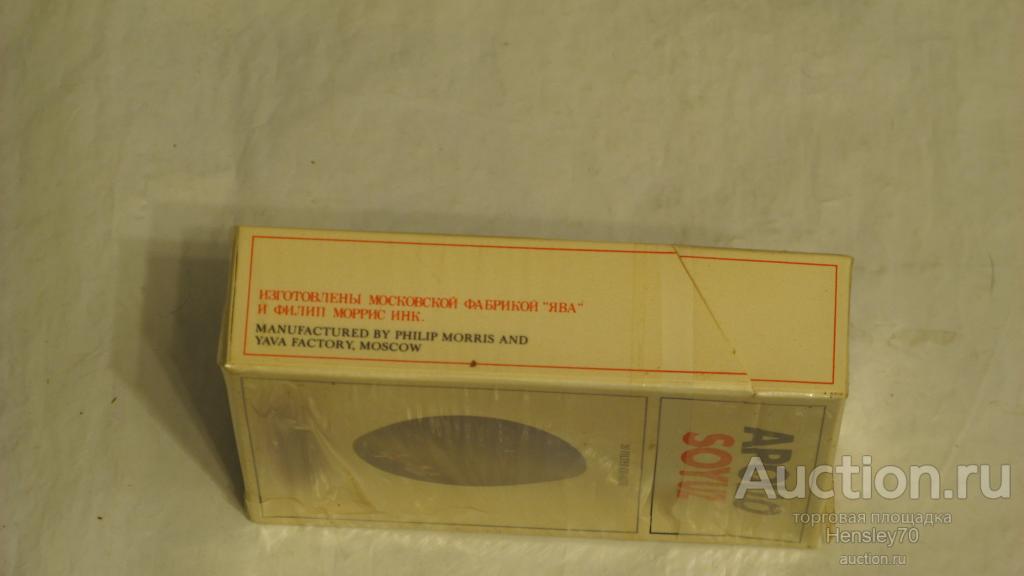 ИЗГОТОВЛЕНЫ МОСКОВСКОЙ ФАБРИКОЙ "ЯВА"
И ФИЛИП МОРРИС ИНК.
MANUFACTURED BY PHILIP MORRIS AND
YAVA FACTORY, MOSCOW
APOLLO
SOYUZ
Auction.ru
торговая площадка
Hensley70
auction.ru